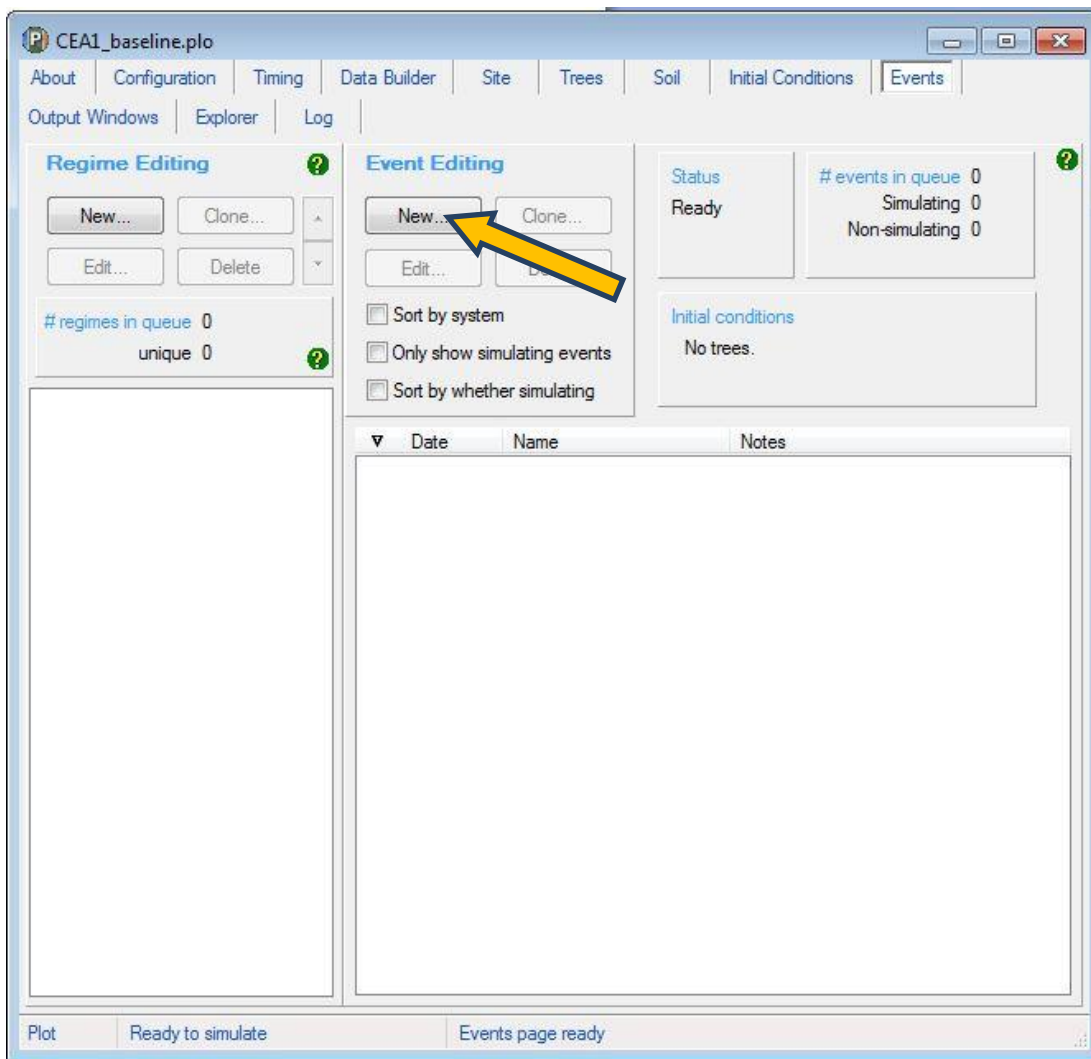 CEA1_baseline.plo
About Configuration Timing Data Builder Site Trees Soil Initial Conditions Events
Output Windows Explorer Log
Regime Editing
New... Clone...
Edit... Delete
# regimes in queue 0
unique 0
Event Editing
New... Clone...
Edit...
Sort by system
Only show simulating events
Sort by whether simulating
Status
Ready
# events in queue 0
Simulating 0
Non-simulating 0
Initial conditions
No trees.
Date Name Notes
Plot Ready to simulate Events page ready